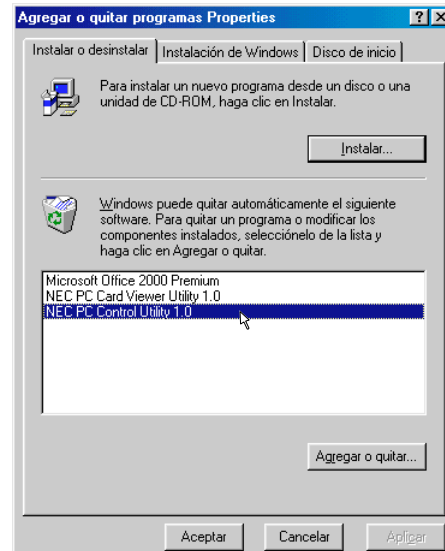 Agregar o quitar programas Properties
Instalar o desinstalar
Instalación de Windows
Disco de inicio
Para instalar un nuevo programa desde un disco o una
unidad de CD-ROM, haga clic en Instalar.
Instalar...
Windows puede quitar automáticamente el siguiente
software. Para quitar un programa o modificar los
componentes instalados, selecciónelo de la lista y
haga clic en Agregar o quitar.
Microsoft Office 2000 Premium
NEC PC Card Viewer Utility 1.0
NEC PC Control Utility 1.0
Agregar o quitar...
Aceptar
Cancelar
Aplicar